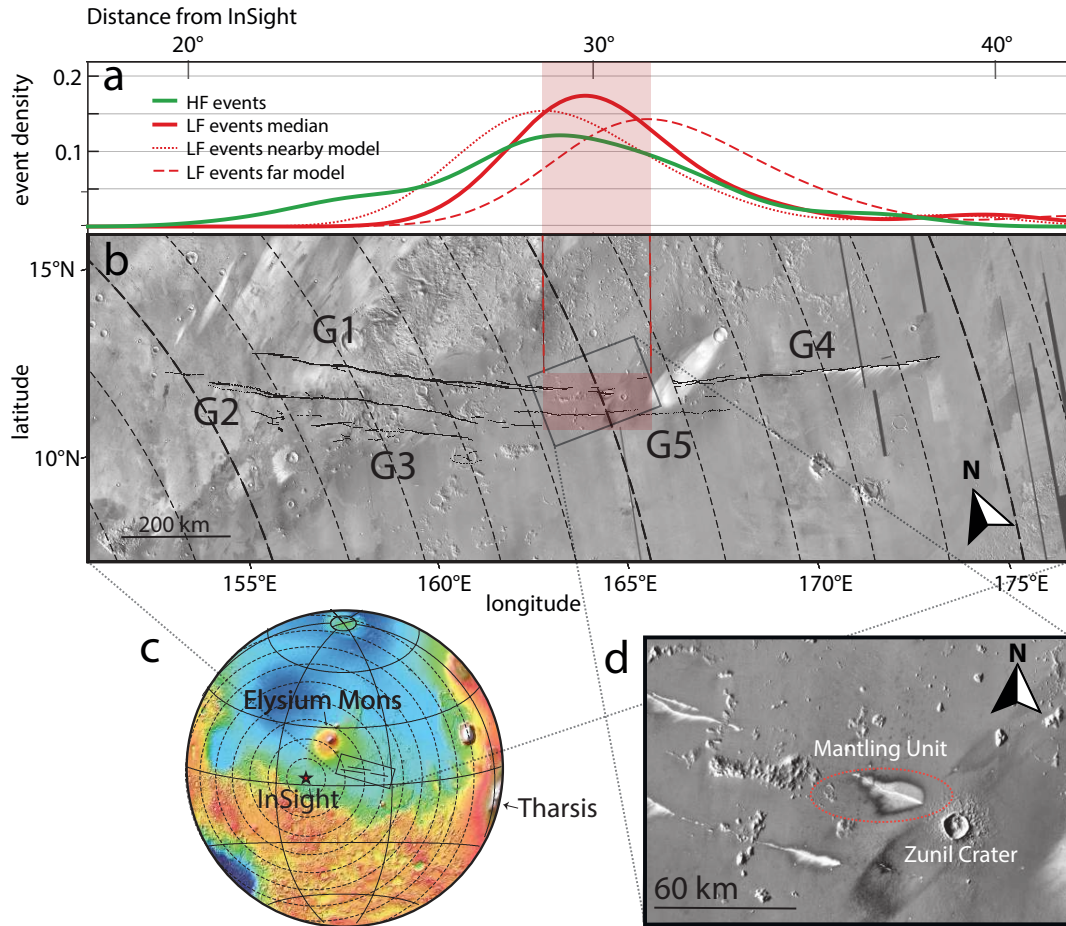 Distance from InSight
20°
30°
40°
a
event density
0.2
0.1
HF events
LF events median
LF events nearby model
LF events far model
b
latitude
15°N
10°N
G1
G2
G3
G4
G5
N
200 km
155°E
160°E
165°E
170°E
175°E
longitude
c
Elysium Mons
InSight
←Tharsis
d
N
Mantling Unit
Zunil Crater
60 km